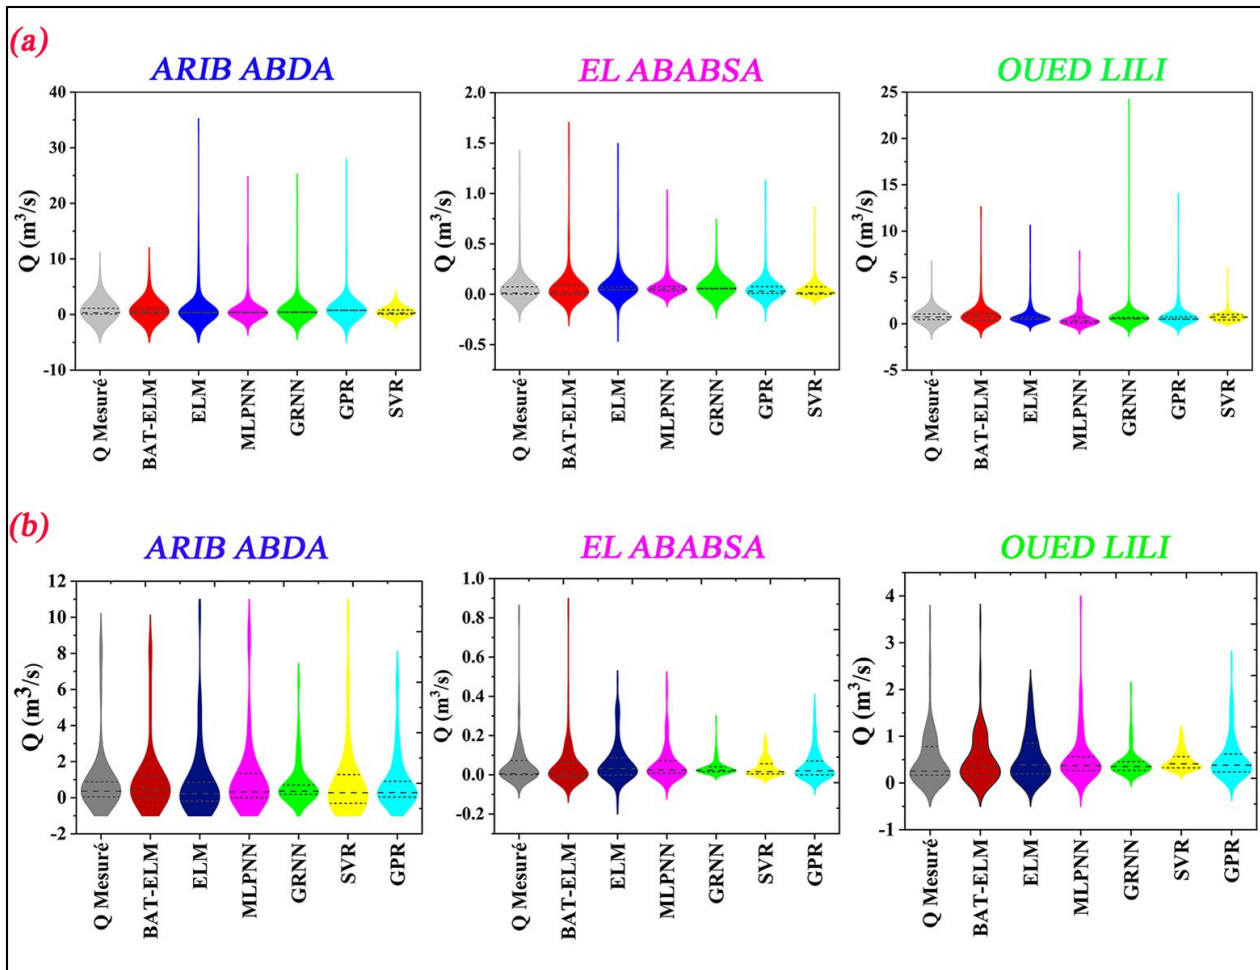 (a)
ARIB ABDA
EL ABABSA
OUED LILI
Q (m³/s)
40
30
20
10
0
-10
Q Mesuré
BAT-ELM
ELM
MLPNN
GRNN
GPR
SVR
Q (m³/s)
2.0
1.5
1.0
0.5
0.0
-0.5
Q Mesuré
BAT-ELM
ELM
MLPNN
GRNN
GPR
SVR
Q (m³/s)
25
20
15
10
5
0
-5
Q Mesuré
BAT-ELM
ELM
MLPNN
GRNN
GPR
SVR
(b)
ARIB ABDA
EL ABABSA
OUED LILI
Q (m³/s)
12
10
8
6
4
2
0
-2
Q Mesuré
BAT-ELM
ELM
MLPNN
GRNN
SVR
GPR
Q (m³/s)
1.0
0.8
0.6
0.4
0.2
0.0
-0.2
Q Mesuré
BAT-ELM
ELM
MLPNN
GRNN
SVR
GPR
Q (m³/s)
4
3
2
1
0
-1
Q Mesuré
BAT-ELM
ELM
MLPNN
GRNN
SVR
GPR